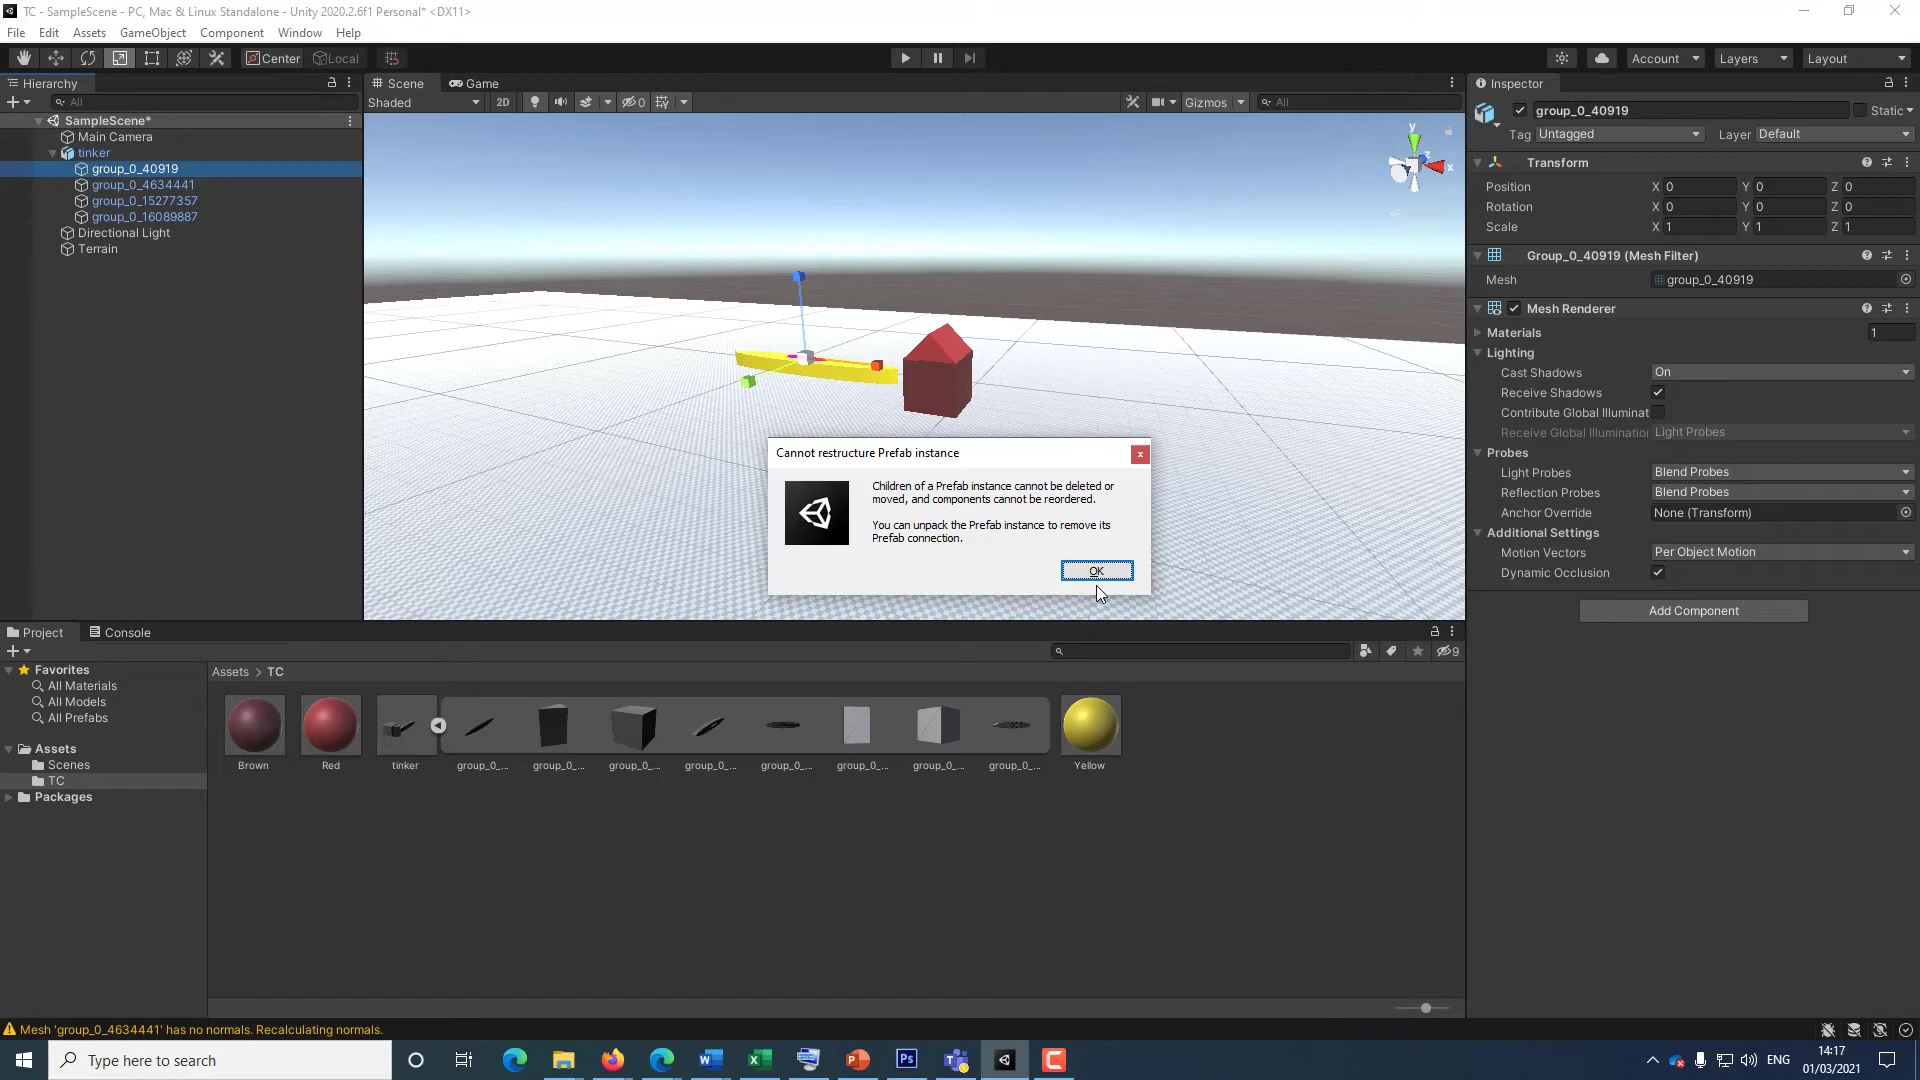 TC - SampleScene - PC, Mac & Linux Standalone - Unity 2020.2.6f1 Personal* <DX11>
File Edit Assets GameObject Component Window Help
Center Local Account Layers Layout
Hierarchy
All
SampleScene*
Main Camera
tinker
group_0_40919
group_0_4634441
group_0_15277357
group_0_16089887
Directional Light
Terrain
Scene Game
Shaded 2D 0 Gizmos All
y
x
Cannot restructure Prefab instance
x
Children of a Prefab instance cannot be deleted or
moved, and components cannot be reordered.
You can unpack the Prefab instance to remove its
Prefab connection.
OK
Inspector
group_0_40919 Static
Tag Untagged Layer Default
Transform
Position X 0 Y 0 Z 0
Rotation X 0 Y 0 Z 0
Scale X 1 Y 1 Z 1
Group_0_40919 (Mesh Filter)
Mesh group_0_40919
Mesh Renderer
Materials 1
Lighting
Cast Shadows On
Receive Shadows
Contribute Global Illuminat
Receive Global Illumination Light Probes
Probes
Light Probes Blend Probes
Reflection Probes Blend Probes
Anchor Override None (Transform)
Additional Settings
Motion Vectors Per Object Motion
Dynamic Occlusion
Add Component
Project Console
9
Favorites
All Materials
All Models
All Prefabs
Assets
Scenes
TC
Packages
Assets > TC
Brown Red tinker group_0_... group_0_... group_0_... group_0_... group_0_... group_0_... group_0_... group_0_... Yellow
Mesh 'group_0_4634441' has no normals. Recalculating normals.
Type here to search
ENG
14:17
01/03/2021